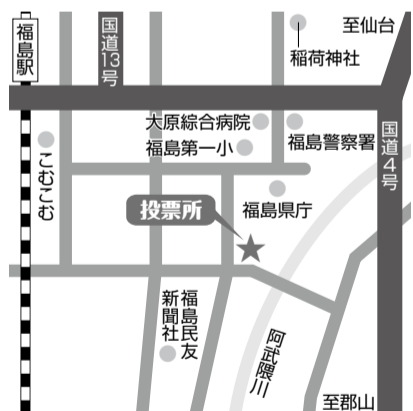 福島駅
国道13号
至仙台
稲荷神社
大原綜合病院
福島第一小
福島警察署
国道4号
こむこむ
福島県庁
投票所
福島民友
新聞社
阿武隈川
至郡山